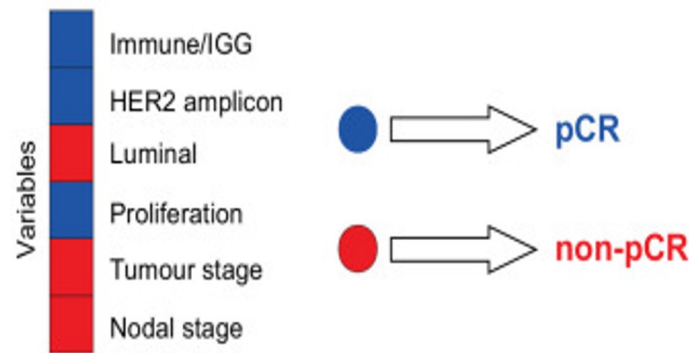 Variables
Immune/IGG
HER2 amplicon
Luminal
Proliferation
Tumour stage
Nodal stage
pCR
non-pCR